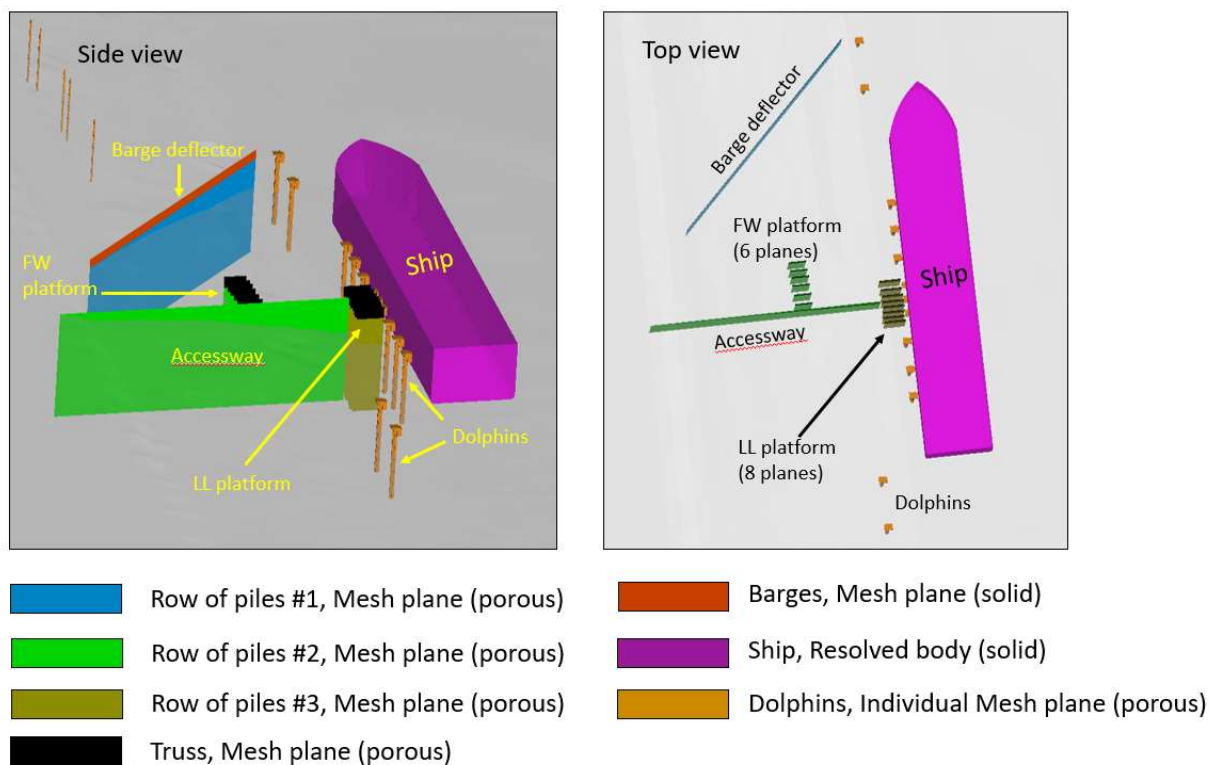 Side view
Barge deflector
FW
platform
Ship
Accessway
Dolphins
LL platform
Top view
Barge deflector
FW platform
(6 planes)
Ship
Accessway
LL platform
(8 planes)
Dolphins
Row of piles #1, Mesh plane (porous)
Row of piles #2, Mesh plane (porous)
Row of piles #3, Mesh plane (porous)
Truss, Mesh plane (porous)
Barges, Mesh plane (solid)
Ship, Resolved body (solid)
Dolphins, Individual Mesh plane (porous)